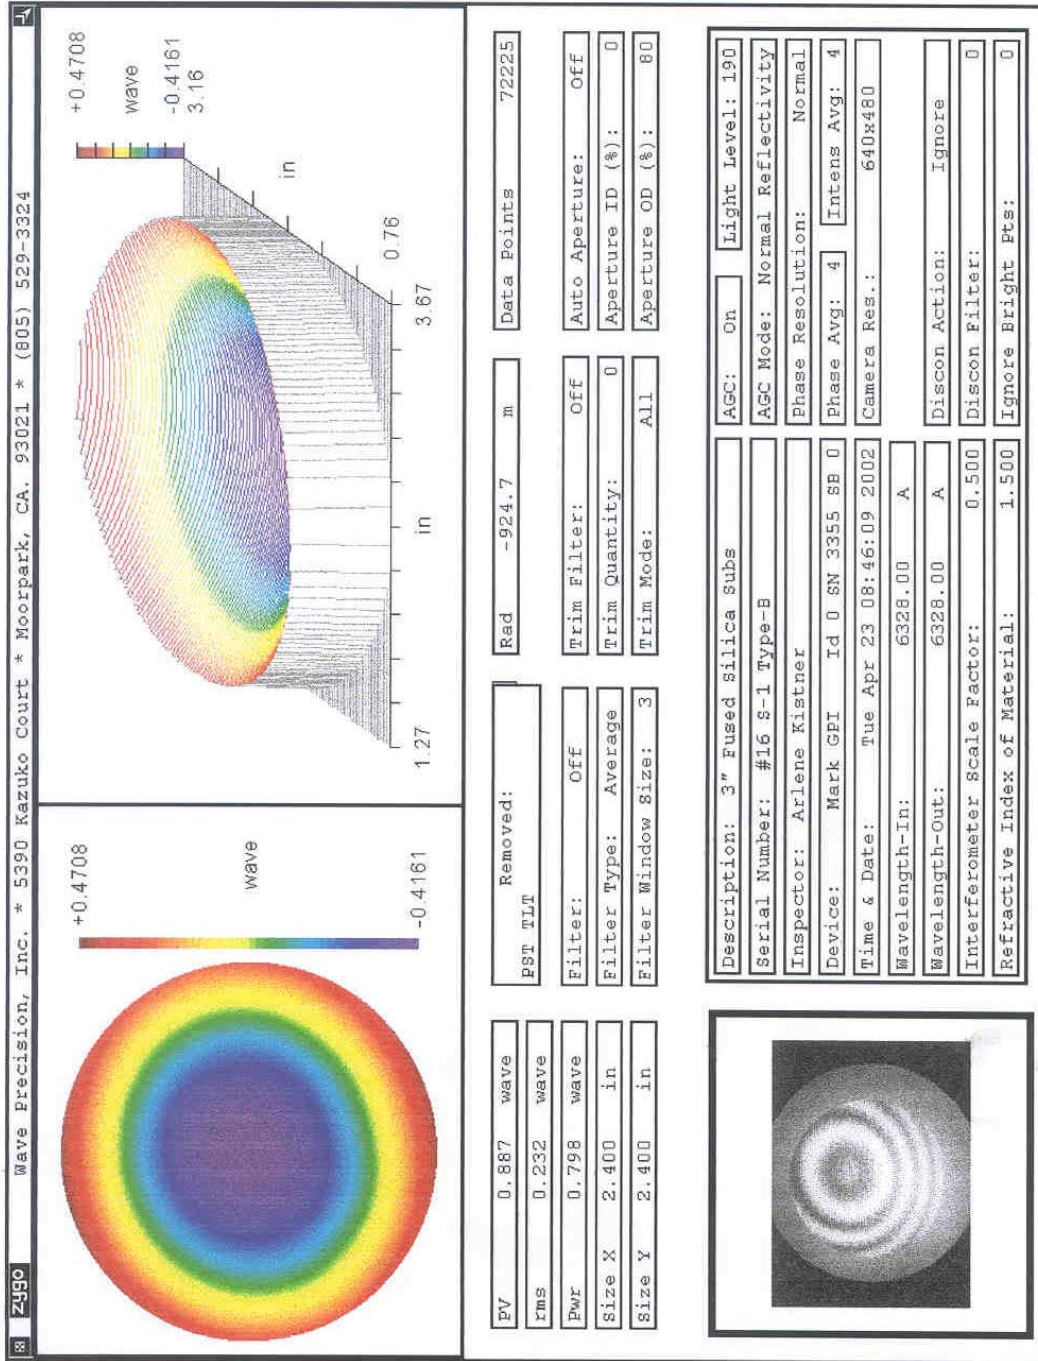 zygo Wave Precision, Inc. * 5390 Kazuko Court * Moorpark, CA. 93021 * (805) 529-3324
+0.4708
wave
-0.4161
+0.4708
wave
-0.4161
3.16
in
0.76
3.67
in
1.27
PV 0.887 wave
rms 0.232 wave
Pwr 0.798 wave
Size X 2.400 in
Size Y 2.400 in
Removed:
PST TLT
Filter: Off
Filter Type: Average
Filter Window Size: 3
Rad -924.7 m
Trim Filter: Off
Trim Quantity: 0
Trim Mode: All
Data Points 72225
Auto Aperture: Off
Aperture ID (%): 0
Aperture OD (%): 80
Description: 3" Fused Silica Subs
Serial Number: #16 S-1 Type-B
Inspector: Arlene Kistner
Device: Mark GPI Id 0 SN 3355 SB 0
Time & Date: Tue Apr 23 08:46:09 2002
Wavelength-In: 6328.00 A
Wavelength-Out: 6328.00 A
Interferometer Scale Factor: 0.500
Refractive Index of Material: 1.500
AGC: On Light Level: 190
AGC Mode: Normal Reflectivity
Phase Resolution: Normal
Phase Avg: 4 Intens Avg: 4
Camera Res.: 640x480
Discon Action: Ignore
Discon Filter: 0
Ignore Bright Pts: 0